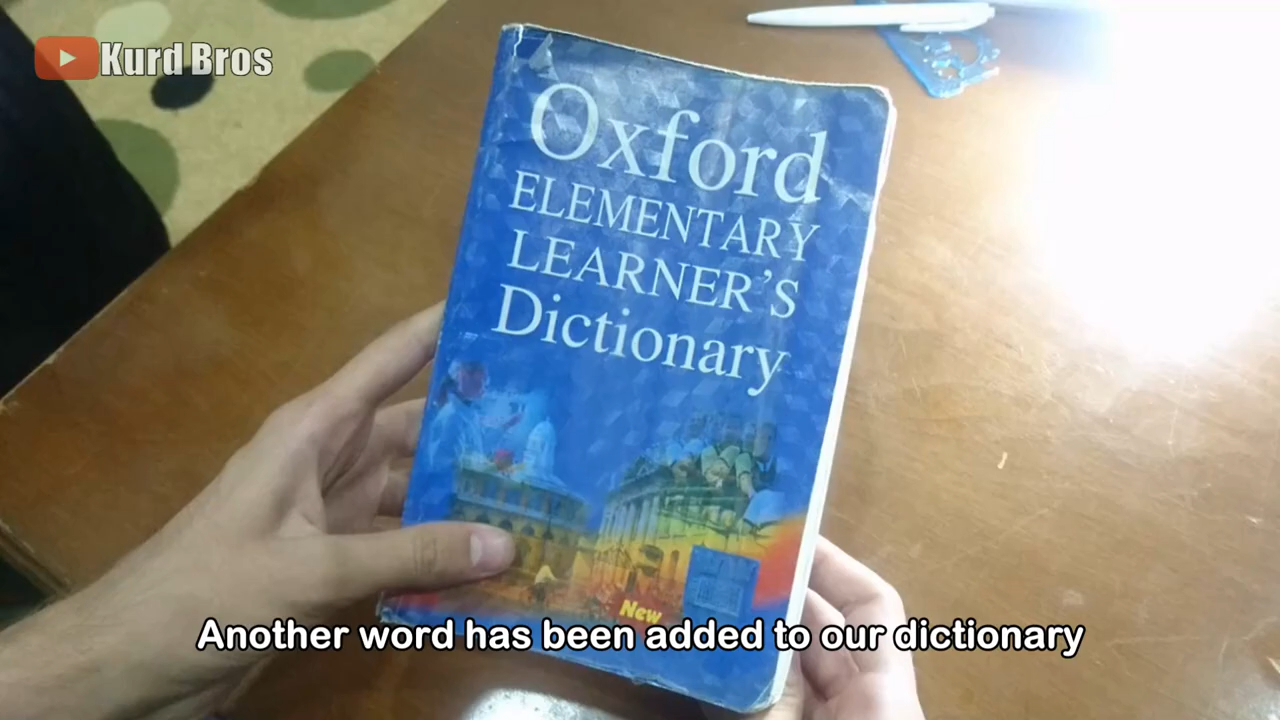 Kurd Bros
Oxford
ELEMENTARY
LEARNER'S
Dictionary
New
Another word has been added to our dictionary